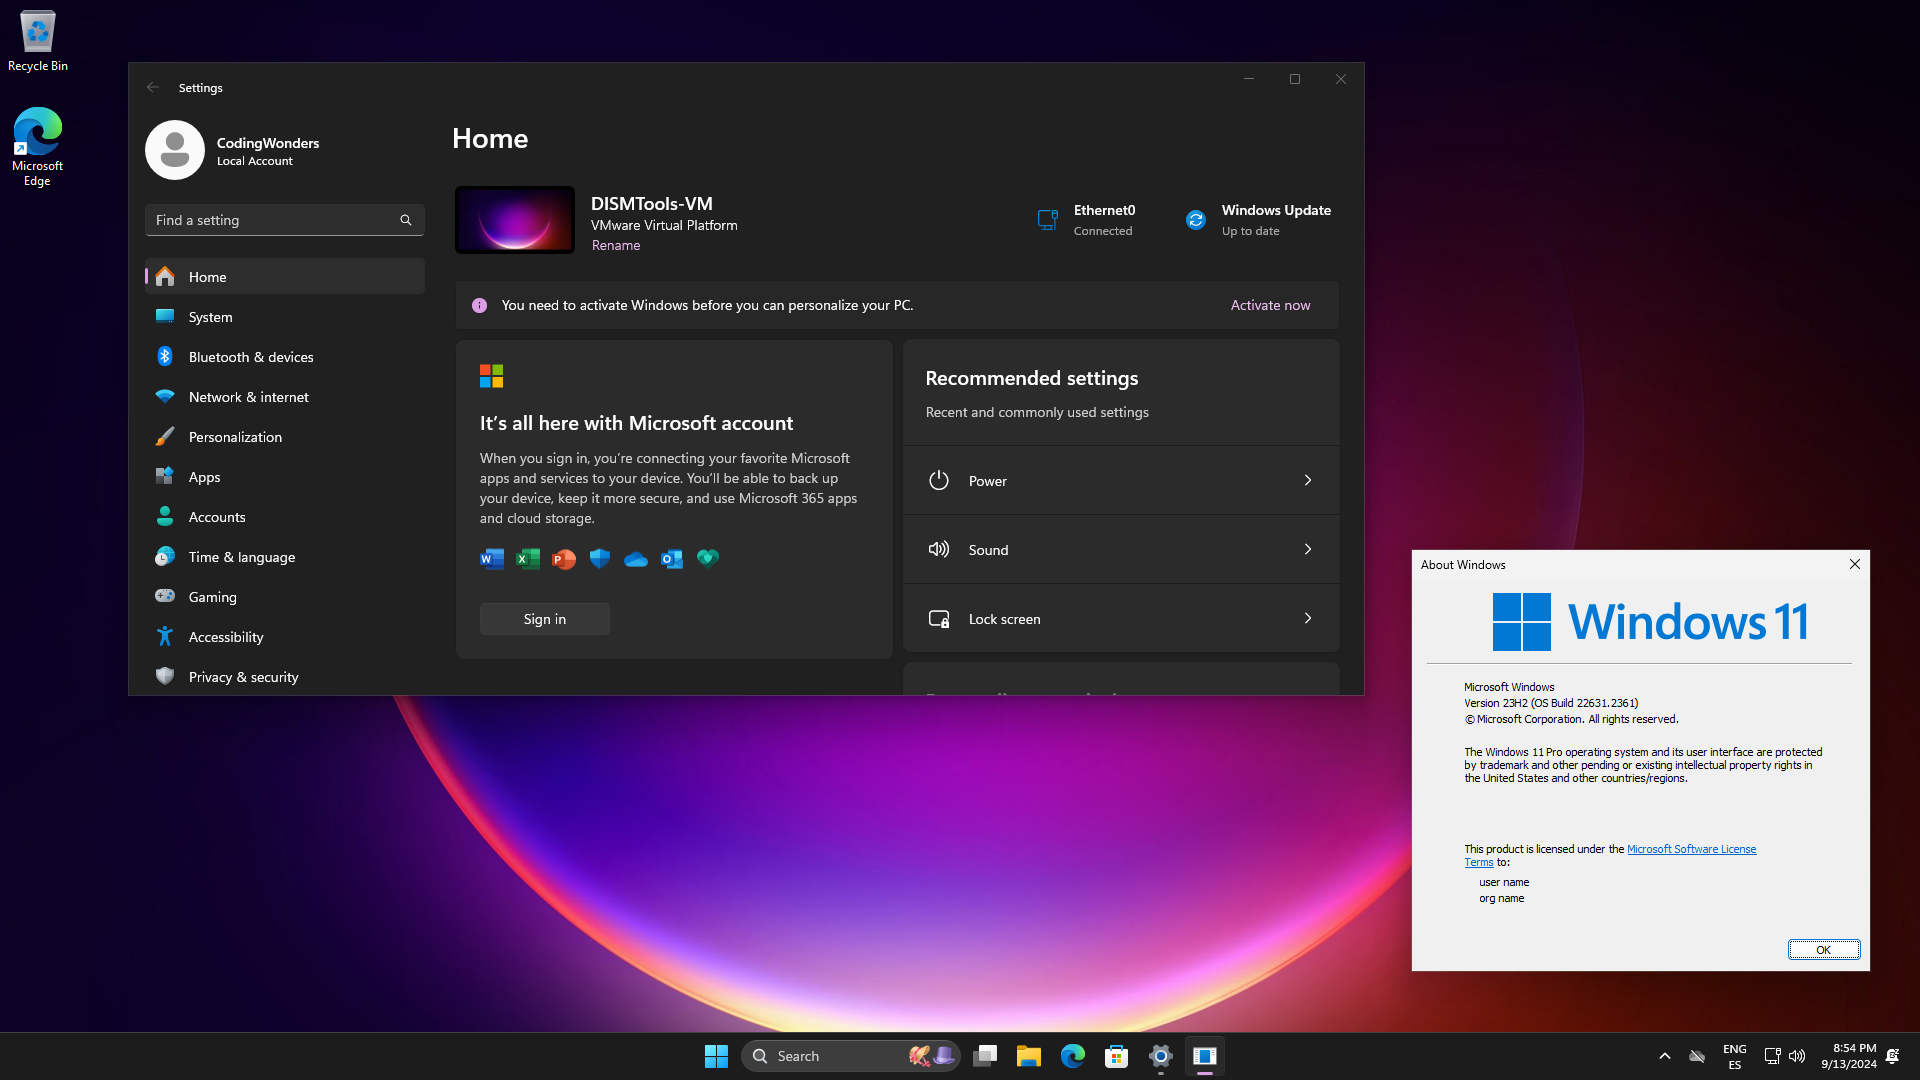 Recycle Bin
Microsoft
Edge
Settings
CodingWonders
Local Account
Find a setting
Home
System
Bluetooth & devices
Network & internet
Personalization
Apps
Accounts
Time & language
Gaming
Accessibility
Privacy & security
Home
DISMTools-VM
VMware Virtual Platform
Rename
Ethernet0
Connected
Windows Update
Up to date
You need to activate Windows before you can personalize your PC.
Activate now
It's all here with Microsoft account
When you sign in, you're connecting your favorite Microsoft
apps and services to your device. You'll be able to back up
your device, keep it more secure, and use Microsoft 365 apps
and cloud storage.
Sign in
Recommended settings
Recent and commonly used settings
Power
Sound
Lock screen
About Windows
Windows 11
Microsoft Windows
Version 23H2 (OS Build 22631.2361)
© Microsoft Corporation. All rights reserved.
The Windows 11 Pro operating system and its user interface are protected
by trademark and other pending or existing intellectual property rights in
the United States and other countries/regions.
This product is licensed under the Microsoft Software License
Terms to:
user name
org name
OK
Search
ENG
ES
8:54 PM
9/13/2024